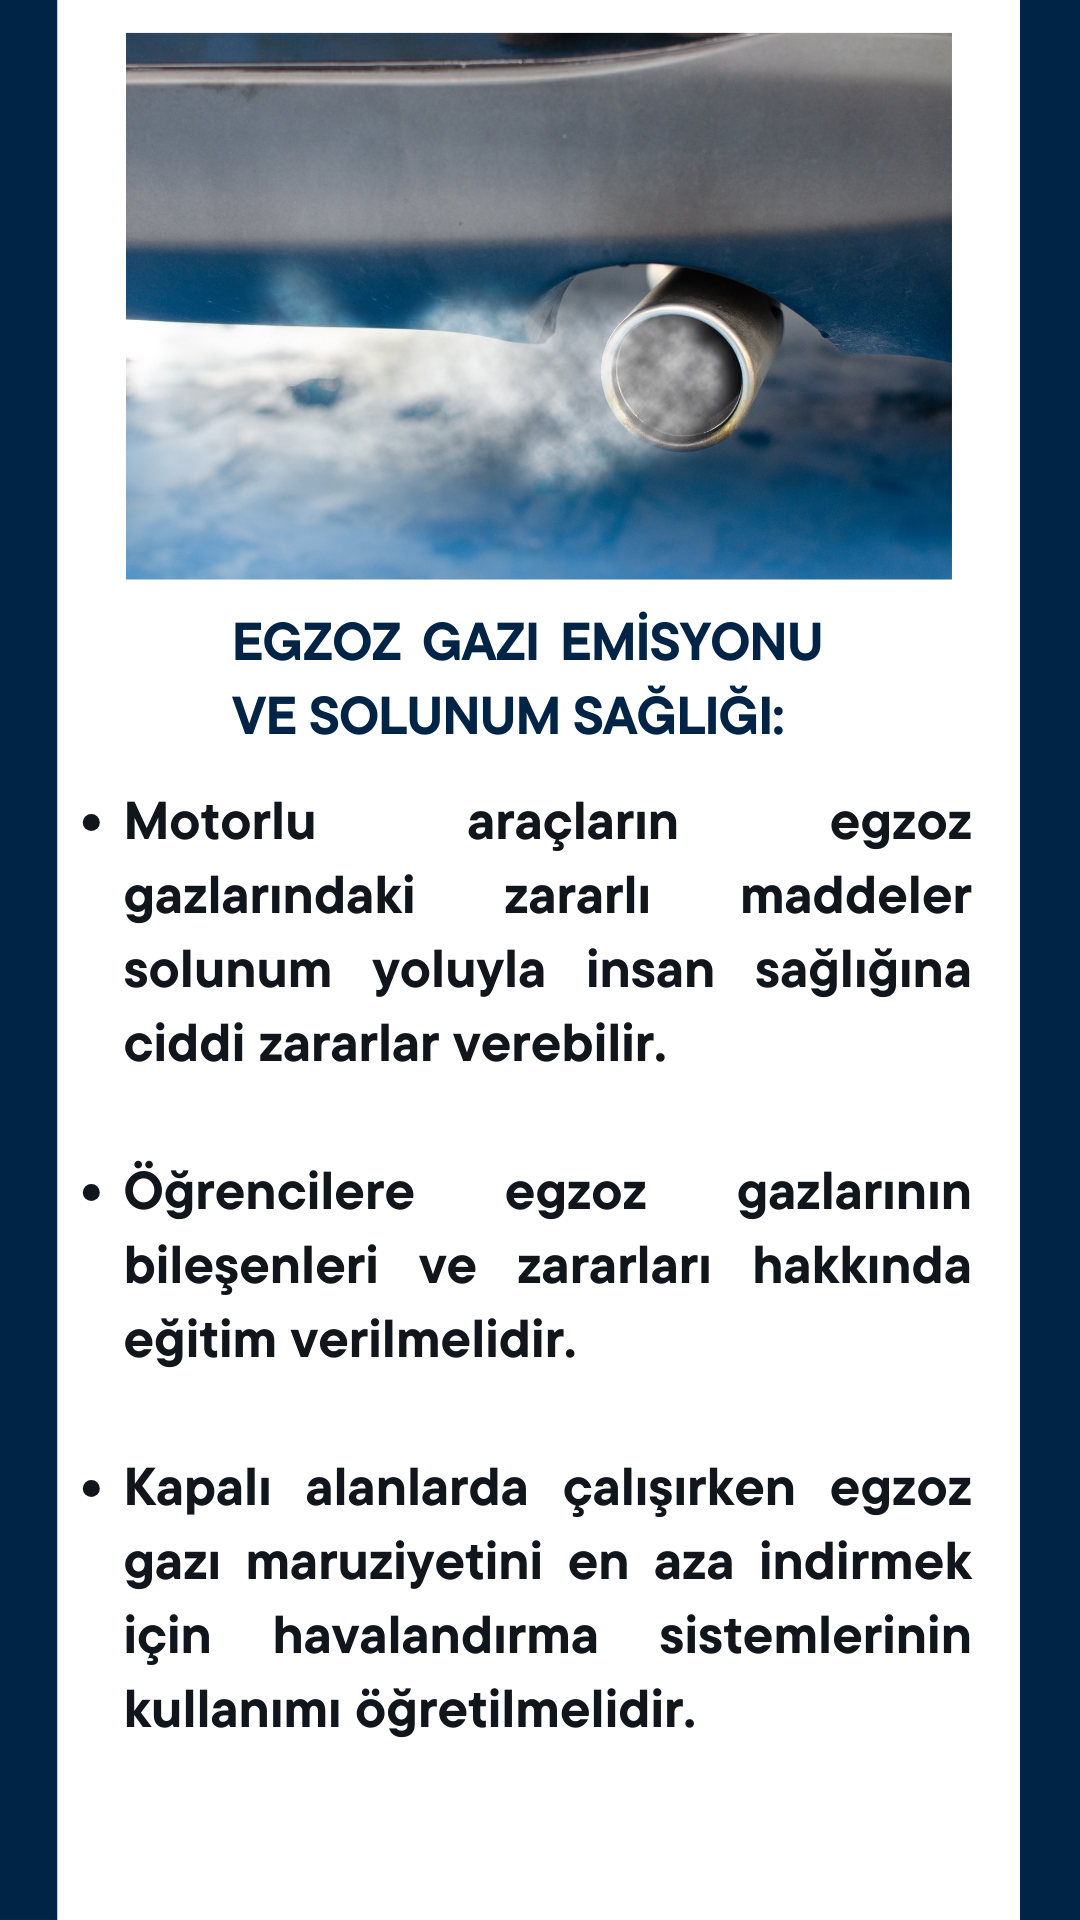 EGZOZ GAZI EMİSYONU
VE SOLUNUM SAĞLIĞI:
• Motorlu araçların egzoz
gazlarındaki zararlı maddeler
solunum yoluyla insan sağlığına
ciddi zararlar verebilir.
• Öğrencilere egzoz gazlarının
bileşenleri ve zararları hakkında
eğitim verilmelidir.
• Kapalı alanlarda çalışırken egzoz
gazı maruziyetini en aza indirmek
için havalandırma sistemlerinin
kullanımı öğretilmelidir.